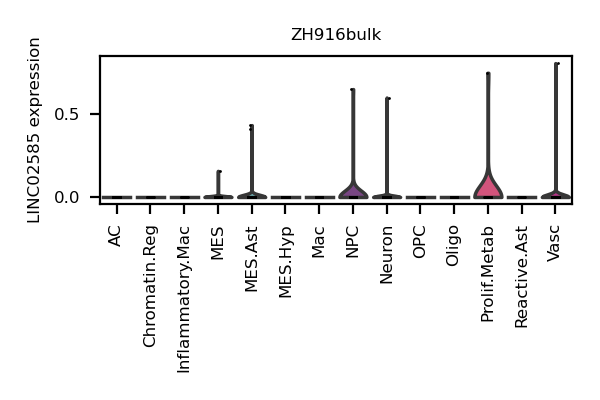 ZH916bulk
LINC02585 expression
0.5
0.0
AC
Chromatin.Reg
Inflammatory.Mac
MES
MES.Ast
MES.Hyp
Mac
NPC
Neuron
OPC
Oligo
Prolif.Metab
Reactive.Ast
Vasc